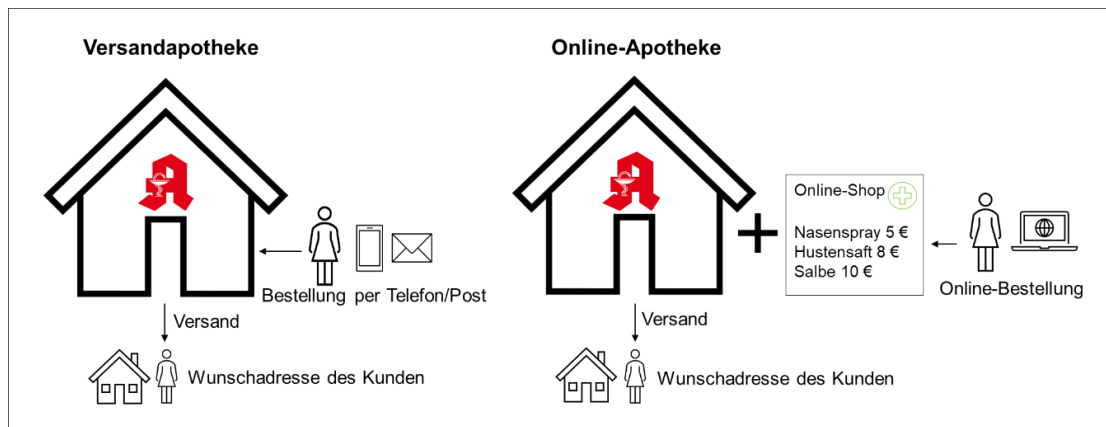 Versandapotheke
Bestellung per Telefon/Post
Versand
Wunschadresse des Kunden
Online-Apotheke
Online-Shop
Nasenspray 5 €
Hustensaft 8 €
Salbe 10 €
Online-Bestellung
Versand
Wunschadresse des Kunden